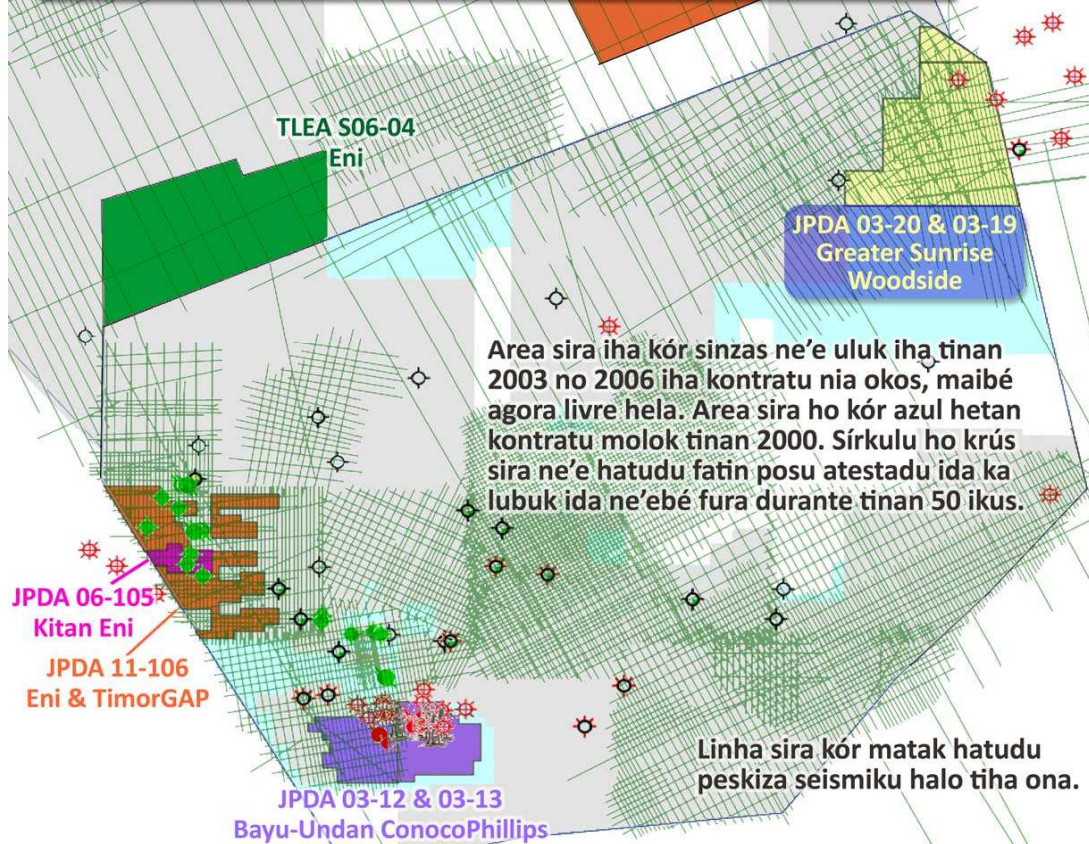 TLEA S06-04
Eni
JPDA 03-20 & 03-19
Greater Sunrise
Woodside
Area sira iha kór sinzas ne'e uluk iha tinan
2003 no 2006 iha kontratu nia okos, maibé
agora livre hela. Area sira ho kór azul hetan
kontratu molok tinan 2000. Sírkulu ho krús
sira ne'e hatudu fatin posu atestadu ida ka
lubuk ida ne'ebé fura durante tinan 50 ikus.
JPDA 06-105
Kitan Eni
JPDA 11-106
Eni & TimorGAP
Linha sira kór matak hatudu
peskiza seismiku halo tiha ona.
JPDA 03-12 & 03-13
Bayu-Undan ConocoPhillips